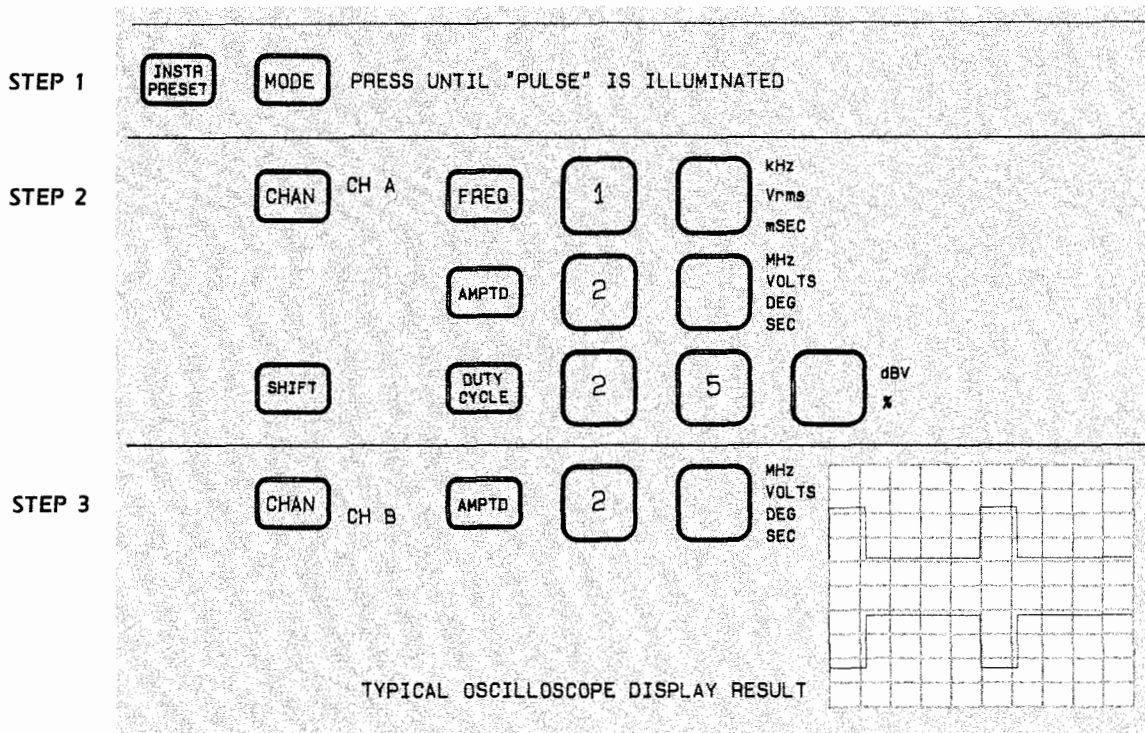 STEP 1
INSTR
PRESET
MODE
PRESS UNTIL "PULSE" IS ILLUMINATED
STEP 2
CHAN
CH A
FREQ
1
kHz
Vrms
mSEC
AMPTD
2
MHz
VOLTS
DEG
SEC
SHIFT
DUTY
CYCLE
2
5
dBV
%
STEP 3
CHAN
CH B
AMPTD
2
MHz
VOLTS
DEG
SEC
TYPICAL OSCILLOSCOPE DISPLAY RESULT